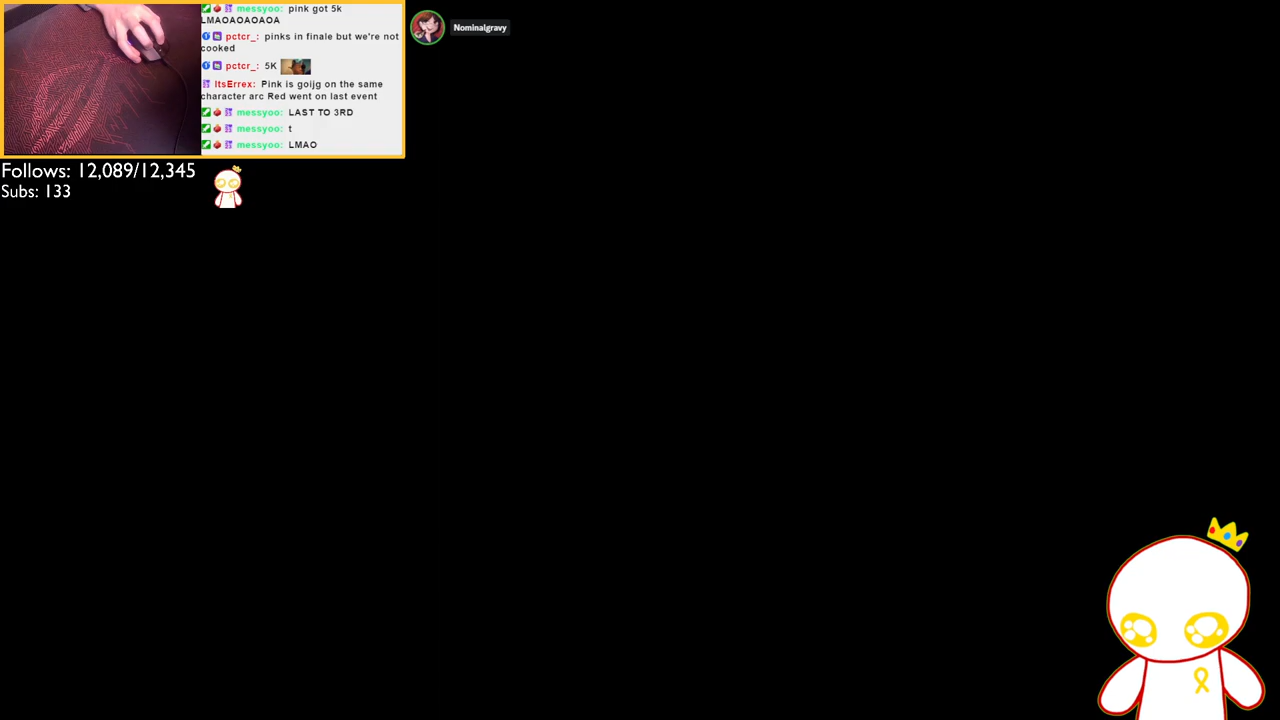 messyoo: pink got 5k
LMAOAOAOAOA
pctcr_: pinks in finale but we're not
cooked
pctcr_: 5K
ItsErrex: Pink is goijg on the same
character arc Red went on last event
messyoo: LAST TO 3RD
messyoo: t
messyoo: LMAO
Nominalgravy
Follows: 12,089/12,345
Subs: 133